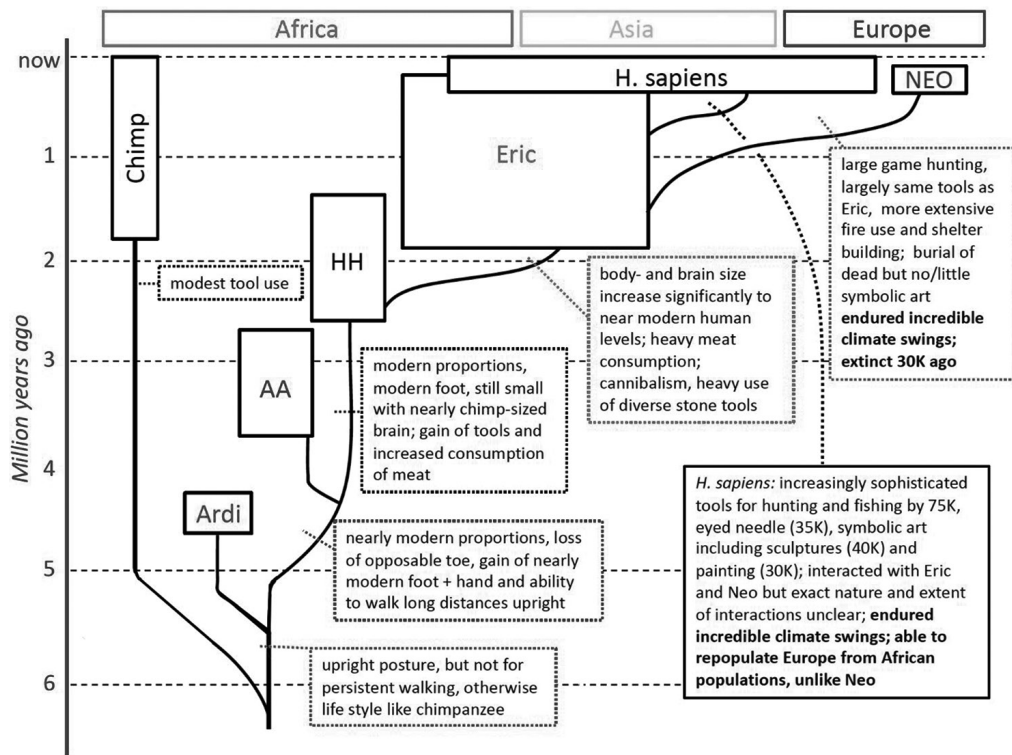 Africa
Asia
Europe
now
H. sapiens
NEO
Chimp
Eric
1
large game hunting,
largely same tools as
Eric, more extensive
fire use and shelter
building; burial of
dead but no/little
symbolic art
endured incredible
climate swings;
extinct 30K ago
HH
2
modest tool use
body- and brain size
increase significantly to
near modern human
levels; heavy meat
consumption;
cannibalism, heavy use
of diverse stone tools
Million years ago
3
AA
modern proportions,
modern foot, still small
with nearly chimp-sized
brain; gain of tools and
increased consumption
of meat
4
Ardi
H. sapiens: increasingly sophisticated
tools for hunting and fishing by 75K,
eyed needle (35K), symbolic art
including sculptures (40K) and
painting (30K); interacted with Eric
and Neo but exact nature and extent
of interactions unclear; endured
incredible climate swings; able to
repopulate Europe from African
populations, unlike Neo
nearly modern proportions, loss
of opposable toe, gain of nearly
modern foot + hand and ability
to walk long distances upright
5
upright posture, but not for
persistent walking, otherwise
life style like chimpanzee
6